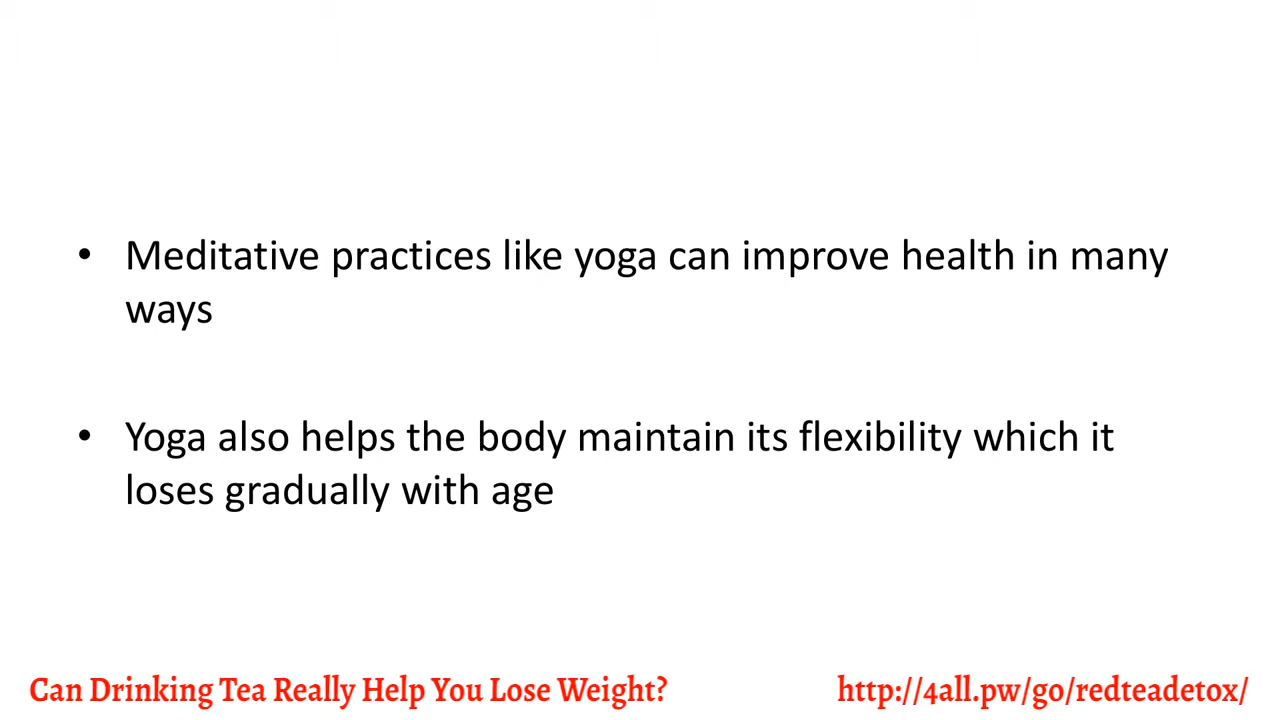 • Meditative practices like yoga can improve health in many
ways
• Yoga also helps the body maintain its flexibility which it
loses gradually with age
Can Drinking Tea Really Help You Lose Weight? http://4all.pw/go/redteadetox/